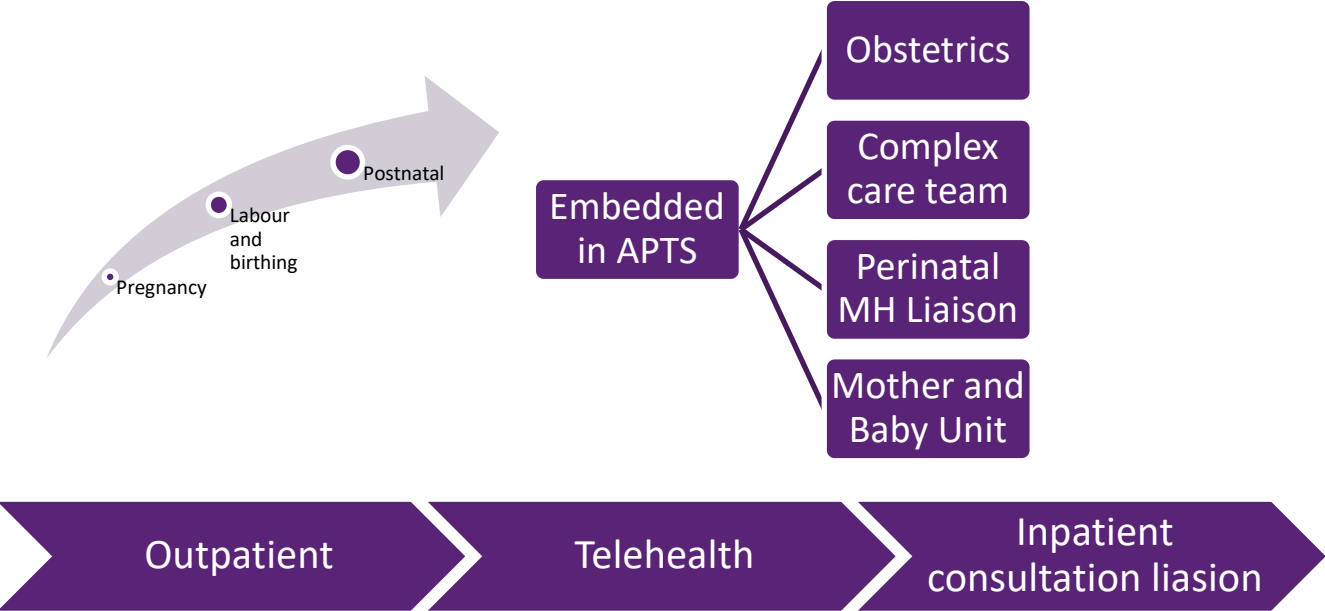 Pregnancy
Labour
and
birthing
Postnatal
Embedded
in APTS
Obstetrics
Complex
care team
Perinatal
MH Liaison
Mother and
Baby Unit
Outpatient
Telehealth
Inpatient
consultation liasion